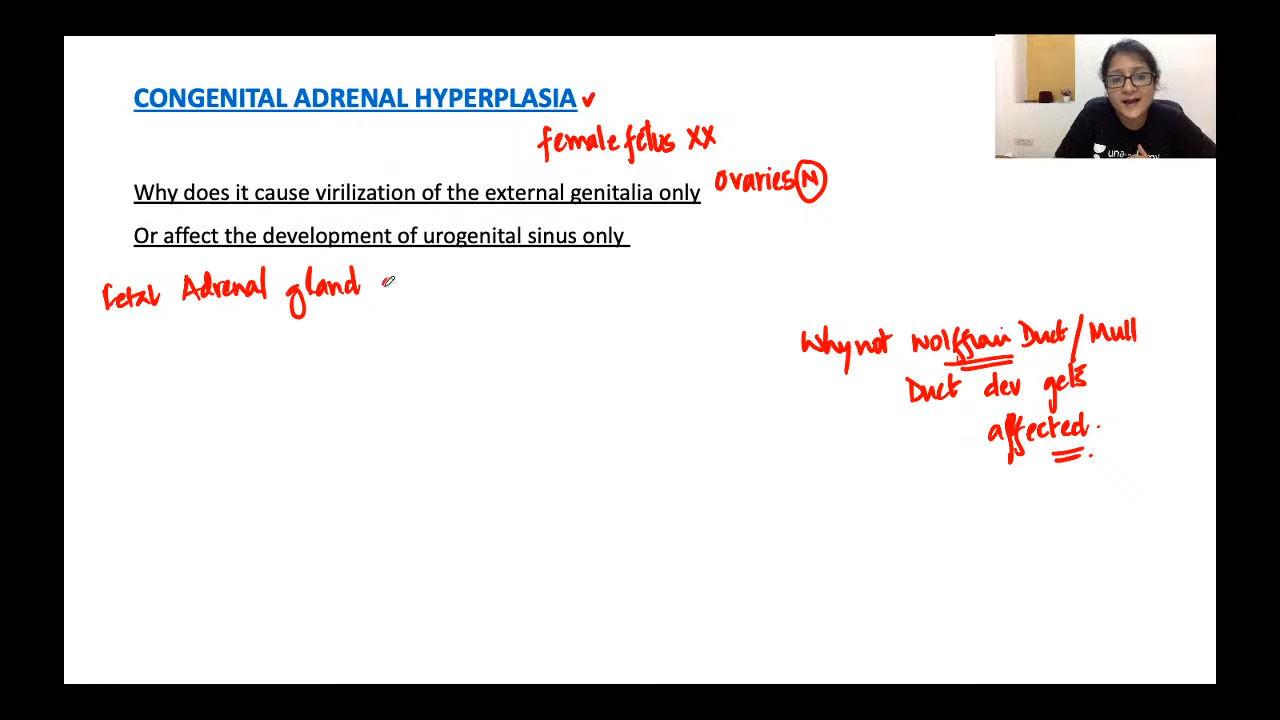 CONGENITAL ADRENAL HYPERPLASIA
female fetus XX
Why does it cause virilization of the external genitalia only
ovaries N
Or affect the development of urogenital sinus only
fetal Adrenal gland
Why not wolffian Duct / Mull
Duct dev gets
affected.